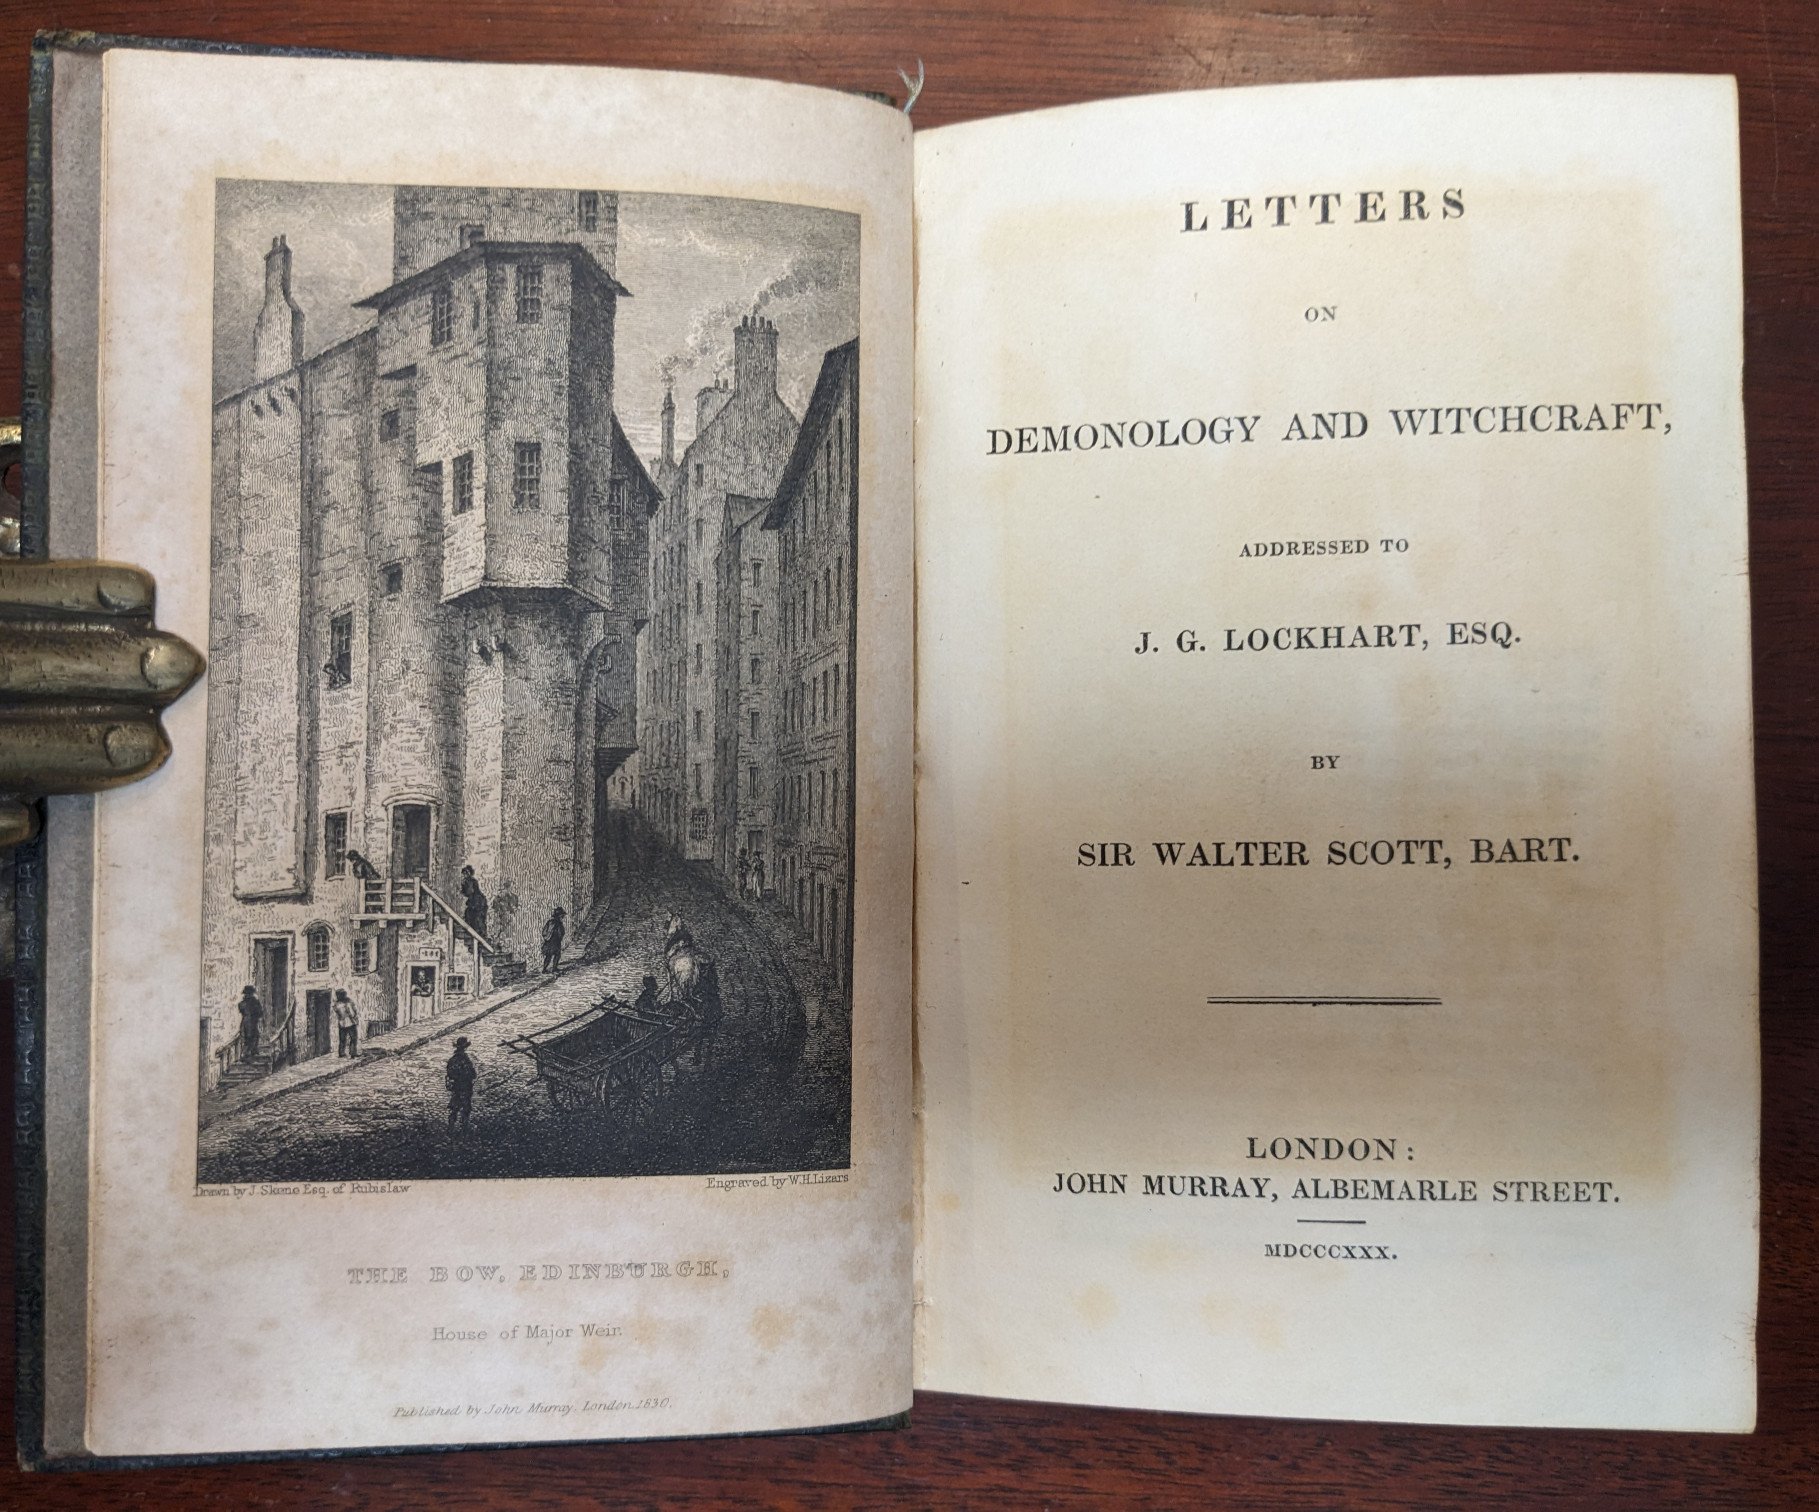 Drawn by J. Skene Esq. of Rubislaw
Engraved by W.H.Lizars
THE BOW, EDINBURGH,
House of Major Weir.
Published by John Murray. London. 1830.
LETTERS
ON
DEMONOLOGY AND WITCHCRAFT,
ADDRESSED TO
J. G. LOCKHART, ESQ.
BY
SIR WALTER SCOTT, BART.
LONDON:
JOHN MURRAY, ALBEMARLE STREET.
MDCCCXXX.